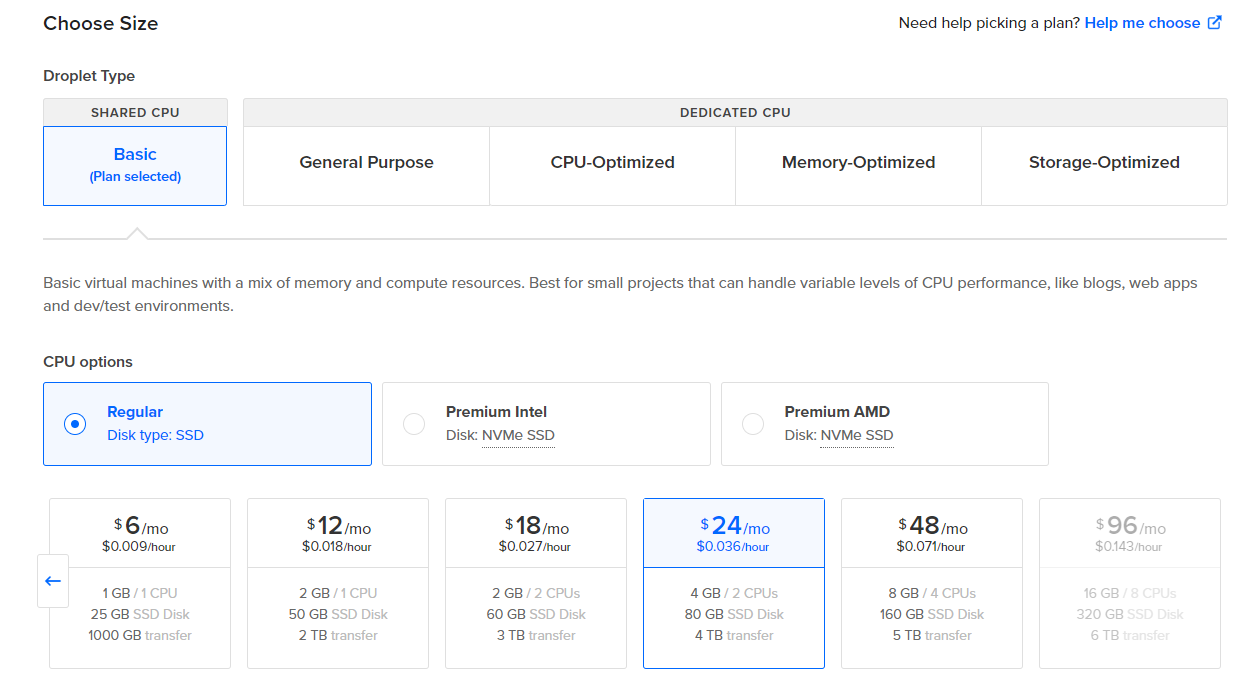 Choose Size
Need help picking a plan? Help me choose
Droplet Type
SHARED CPU
DEDICATED CPU
Basic
(Plan selected)
General Purpose
CPU-Optimized
Memory-Optimized
Storage-Optimized
Basic virtual machines with a mix of memory and compute resources. Best for small projects that can handle variable levels of CPU performance, like blogs, web apps
and dev/test environments.
CPU options
Regular
Disk type: SSD
Premium Intel
Disk: NVMe SSD
Premium AMD
Disk: NVMe SSD
$6/mo
$0.009/hour
1 GB / 1 CPU
25 GB SSD Disk
1000 GB transfer
$12/mo
$0.018/hour
2 GB / 1 CPU
50 GB SSD Disk
2 TB transfer
$18/mo
$0.027/hour
2 GB / 2 CPUs
60 GB SSD Disk
3 TB transfer
$24/mo
$0.036/hour
4 GB / 2 CPUs
80 GB SSD Disk
4 TB transfer
$48/mo
$0.071/hour
8 GB / 4 CPUs
160 GB SSD Disk
5 TB transfer
$96/mo
$0.143/hour
16 GB / 8 CPUs
320 GB SSD Disk
6 TB transfer